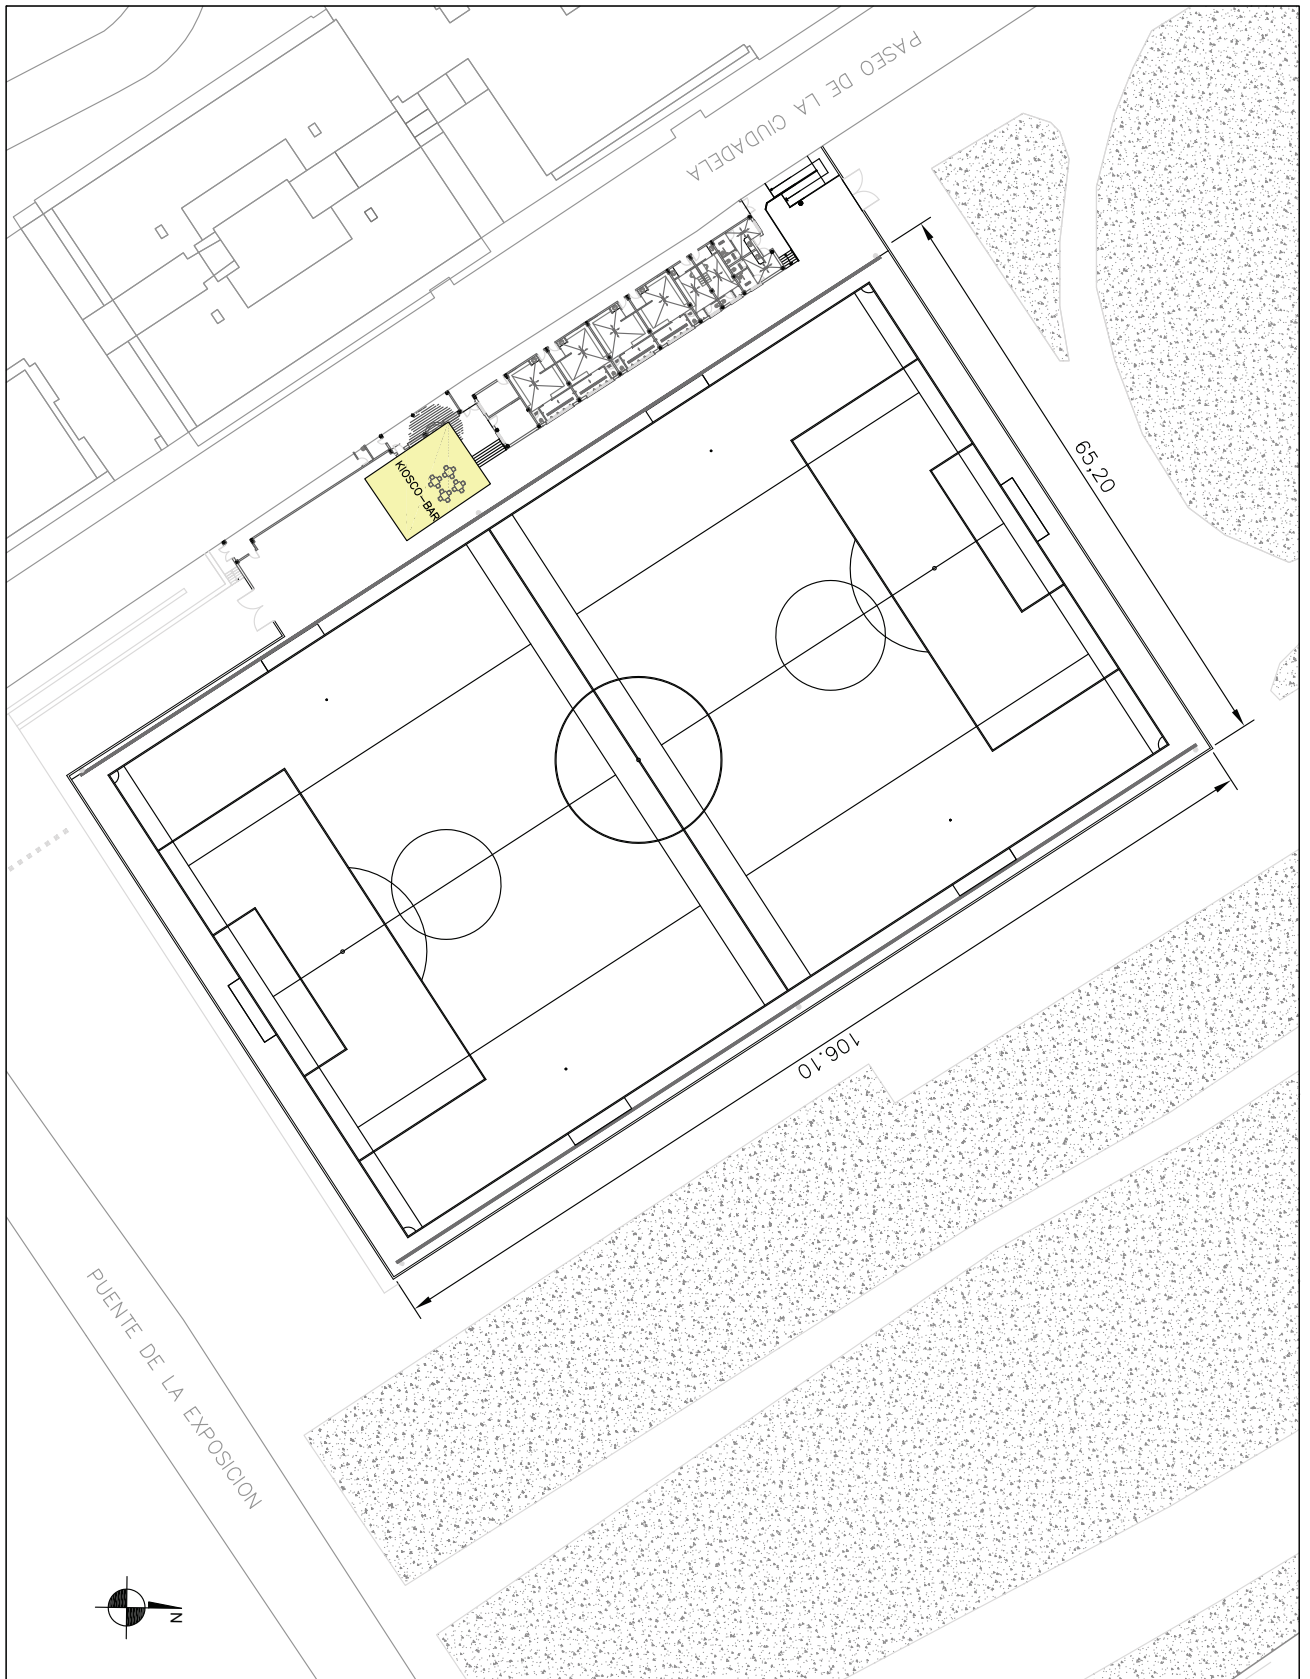 PASEO DE LA CIUDADELA
KIOSCO-BAR
65,20
106.10
PUENTE DE LA EXPOSICION
N